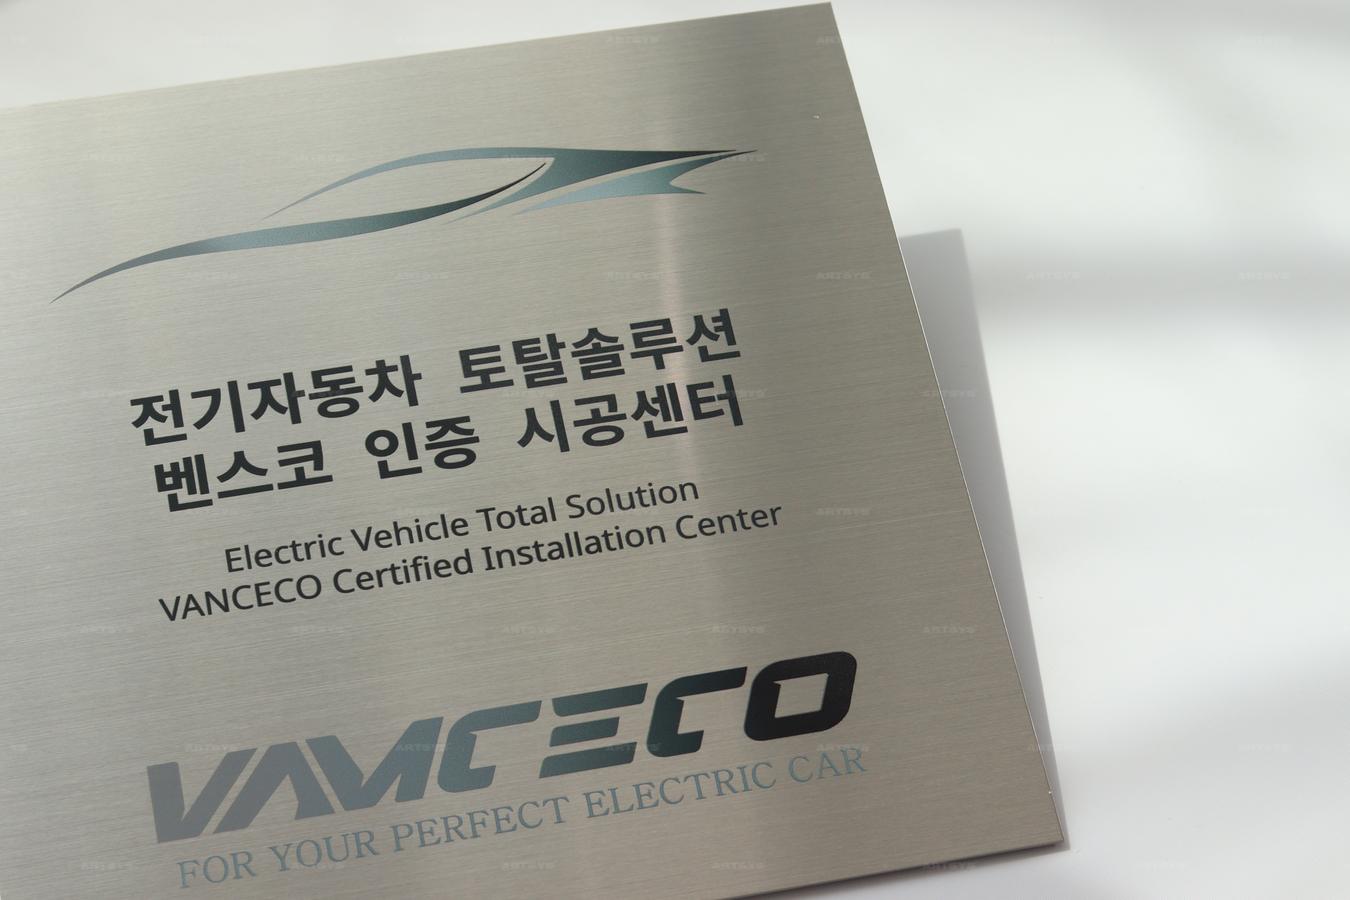 전기자동차 토탈솔루션
벤스코 인증 시공센터
Electric Vehicle Total Solution
VANCECO Certified Installation Center
VANCECO
FOR YOUR PERFECT ELECTRIC CAR
ARTSYS